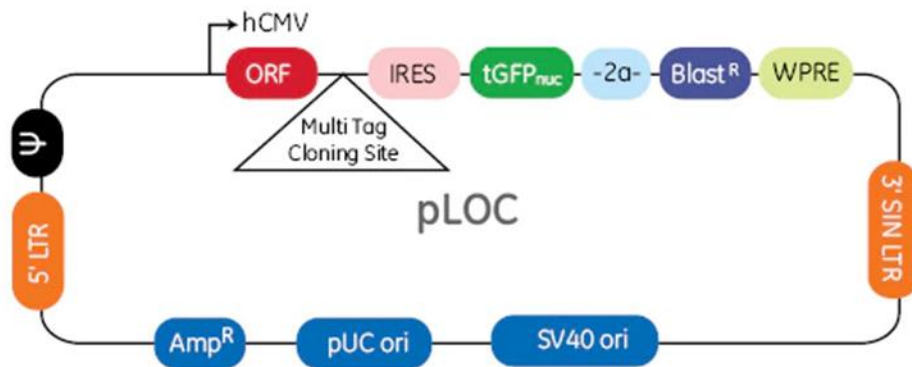 hCMV
ORF
IRES
tGFPnuc
-2a-
Blast R
WPRE
Multi Tag
Cloning Site
Ψ
pLOC
5' LTR
3' SIN LTR
AmpR
pUC ori
SV40 ori